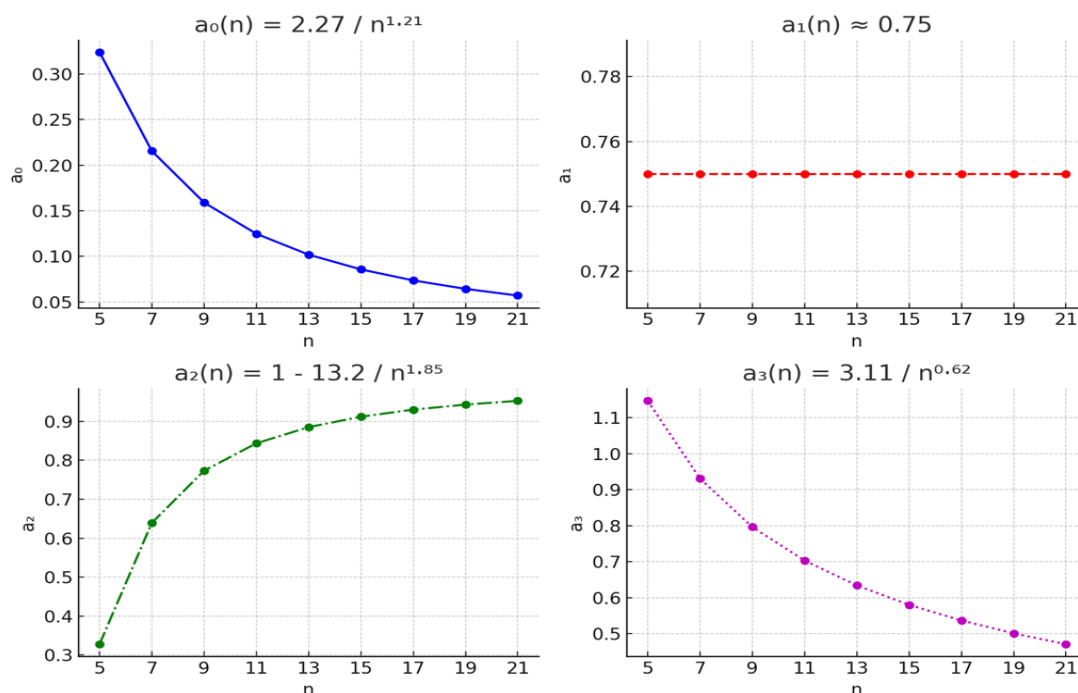 a₀(n) = 2.27 / n¹·²¹
0.30
0.25
0.20
0.15
0.10
0.05
a₀
5 7 9 11 13 15 17 19 21
n
a₁(n) ≈ 0.75
0.78
0.76
0.74
0.72
a₁
5 7 9 11 13 15 17 19 21
n
a₂(n) = 1 - 13.2 / n¹·⁸⁵
0.9
0.8
0.7
0.6
0.5
0.4
0.3
a₂
5 7 9 11 13 15 17 19 21
n
a₃(n) = 3.11 / n⁰·⁶²
1.1
1.0
0.9
0.8
0.7
0.6
0.5
a₃
5 7 9 11 13 15 17 19 21
n